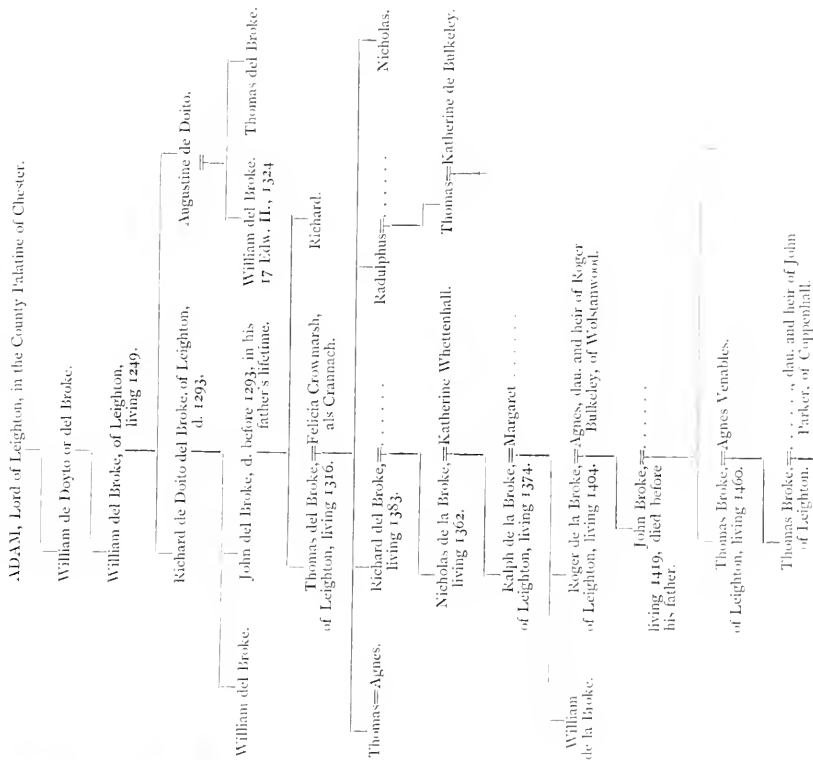 ADAM, Lord of Leighton, in the County Palatine of Chester.
William de Doyto or del Broke.
William del Broke, of Leighton,
living 1249.
Richard de Doito del Broke, of Leighton,
d. 1293.
Augustine de Doito.
William del Broke.
John del Broke, d. before 1293, in his
father's lifetime.
William del Broke.
17 Edw. II., 1324
Thomas del Broke.
Thomas del Broke,=Felicia Crowmarsh,
of Leighton, living 1316. als Crannach.
Richard.
Thomas=Agnes.
Richard del Broke,=. . . . . .
living 1383.
Radulphus=. . . . . .
Nicholas.
Nicholas de la Broke,=Katherine Whettenhall.
living 1362.
Thomas=Katherine de Bulkeley.
Ralph de la Broke,=Margaret . . . . . .
of Leighton, living 1374.
William
de la Broke.
Roger de la Broke,=Agnes, dau. and heir of Roger
of Leighton, living 1404. Bulkeley, of Wolstanwood.
John Broke,=. . . . . .
living 1419, died before
his father.
Thomas Broke,=Agnes Venables.
of Leighton, living 1460.
Thomas Broke,=. . . . . ., dau. and heir of John
of Leighton. Parker, of Coppenhall.